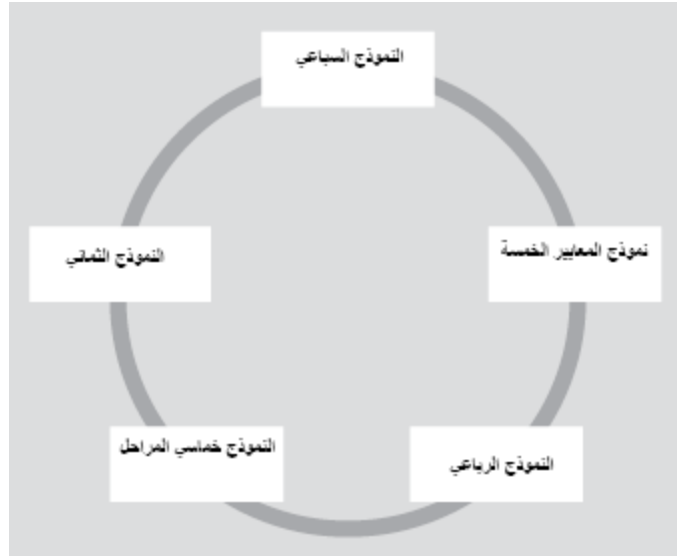 النموذج السباعي
نموذج المعايير الخمسة
النموذج الثماني
النموذج الرباعي
النموذج خماسي المراحل